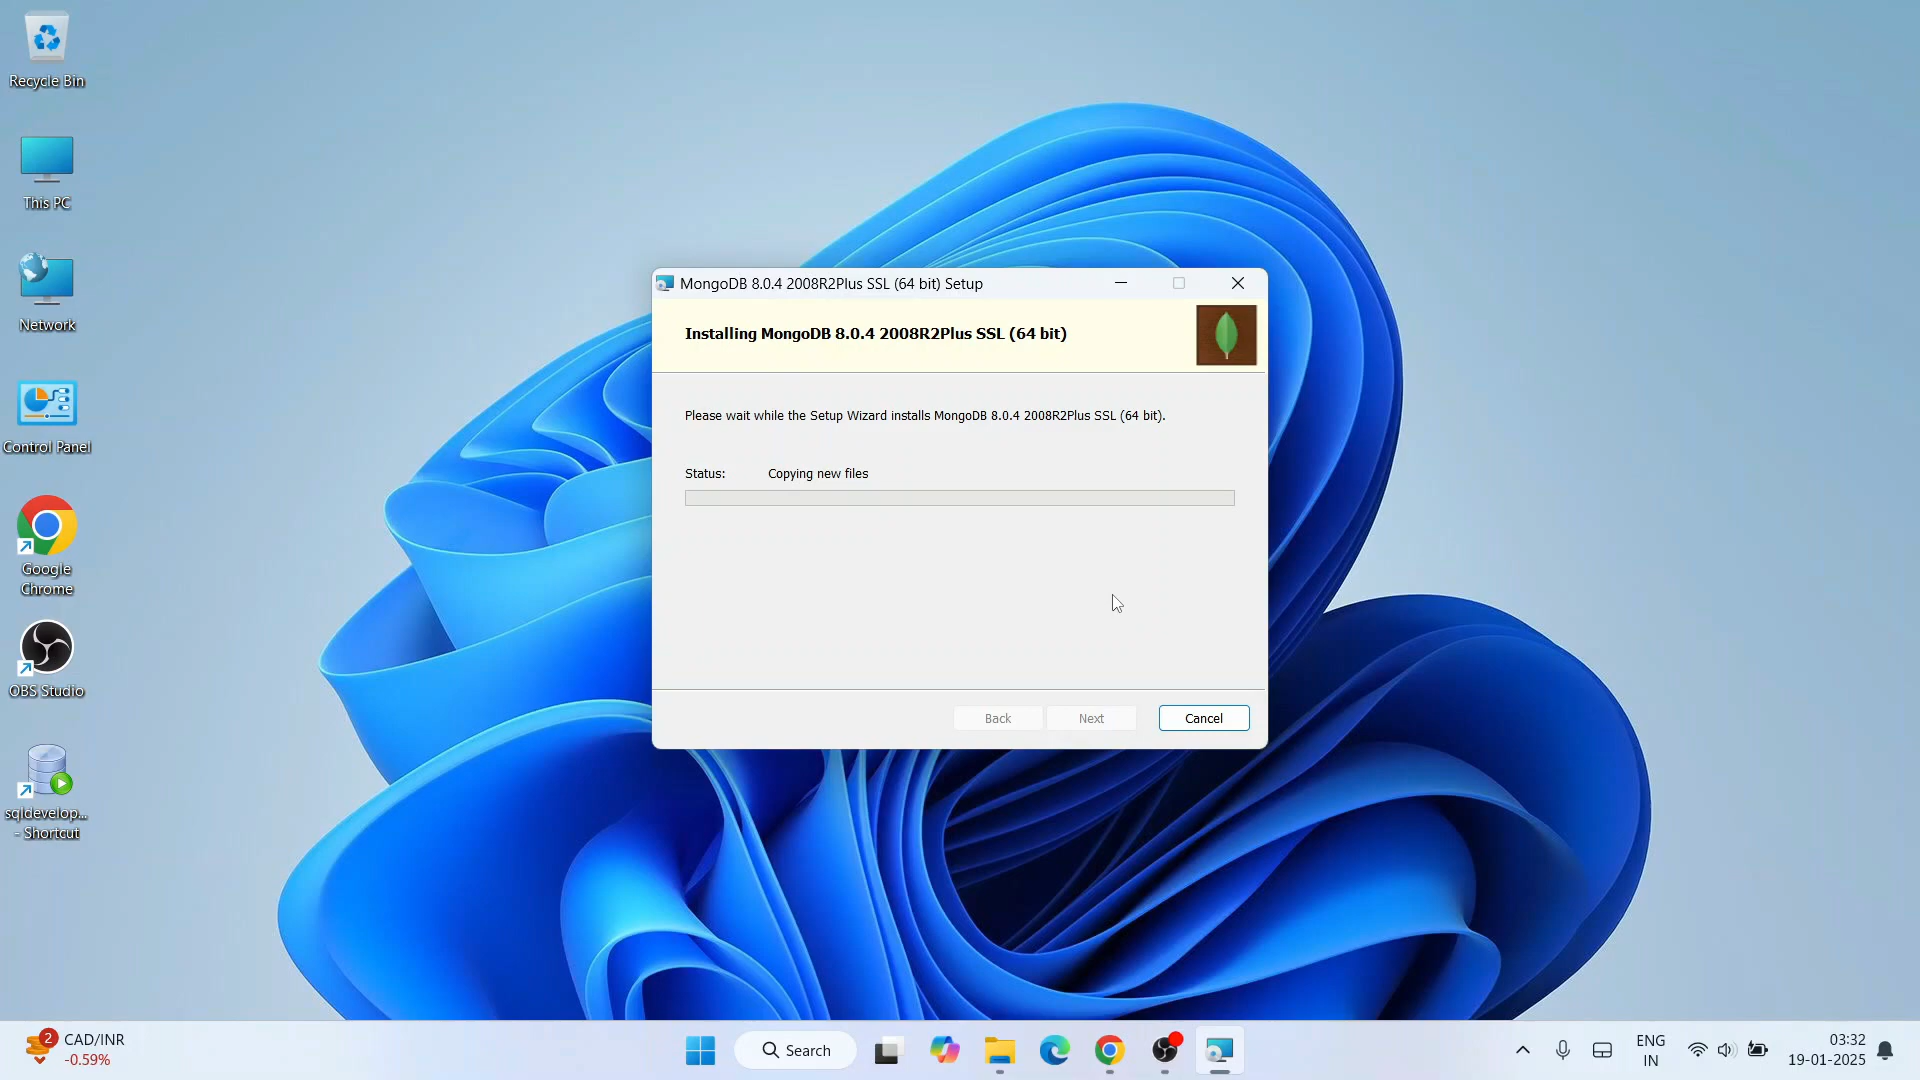 Recycle Bin
This PC
Network
Control Panel
Google
Chrome
OBS Studio
sqldevelop...
- Shortcut
MongoDB 8.0.4 2008R2Plus SSL (64 bit) Setup
Installing MongoDB 8.0.4 2008R2Plus SSL (64 bit)
Please wait while the Setup Wizard installs MongoDB 8.0.4 2008R2Plus SSL (64 bit).
Status: Copying new files
Back Next Cancel
2 CAD/INR
-0.59%
Search
ENG
IN
03:32
19-01-2025